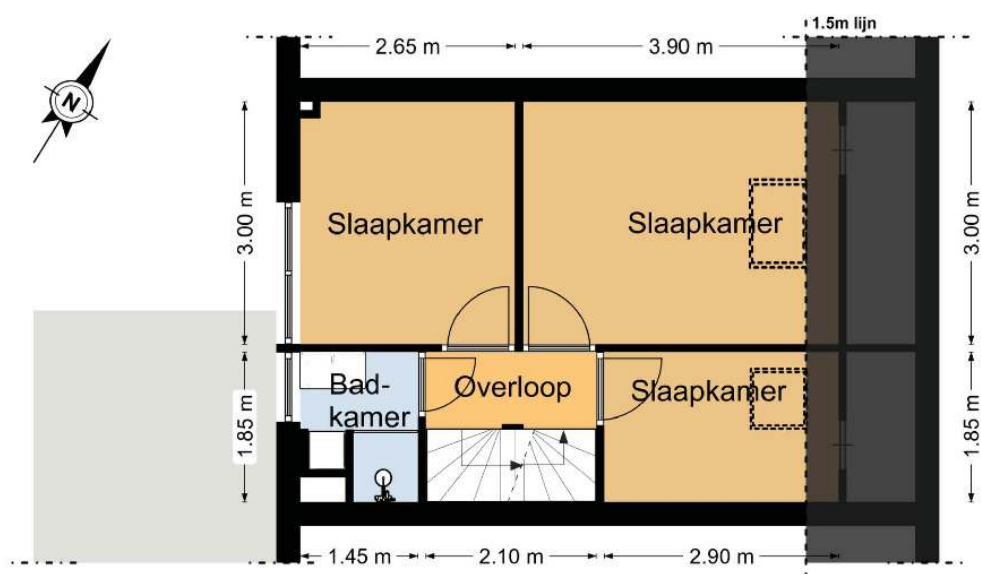 1.5m lijn
2.65 m
3.90 m
N
3.00 m
Slaapkamer
Slaapkamer
3.00 m
1.85 m
Bad-
kamer
Overloop
Slaapkamer
1.85 m
1.45 m
2.10 m
2.90 m